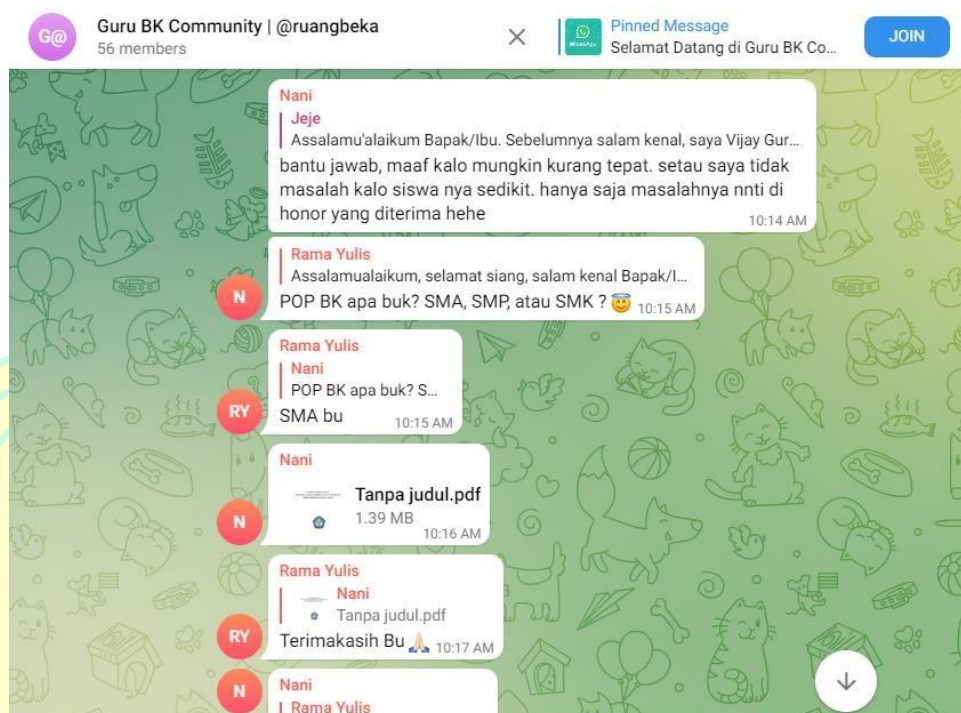 G@
Guru BK Community | @ruangbeka
56 members
Pinned Message
Selamat Datang di Guru BK Co...
JOIN
Nani
Jeje
Assalamu'alaikum Bapak/Ibu. Sebelumnya salam kenal, saya Vijay Gur...
bantu jawab, maaf kalo mungkin kurang tepat. setau saya tidak
masalah kalo siswa nya sedikit. hanya saja masalahnya nnti di
honor yang diterima hehe
10:14 AM
Rama Yulis
Assalamualaikum, selamat siang, salam kenal Bapak/I...
N
POP BK apa buk? SMA, SMP, atau SMK ? 😇 10:15 AM
Rama Yulis
Nani
POP BK apa buk? S...
RY
SMA bu 10:15 AM
Nani
Tanpa judul.pdf
1.39 MB
N
10:16 AM
Rama Yulis
Nani
Tanpa judul.pdf
RY
Terimakasih Bu 🙏🏻 10:17 AM
N
Nani
Rama Yulis